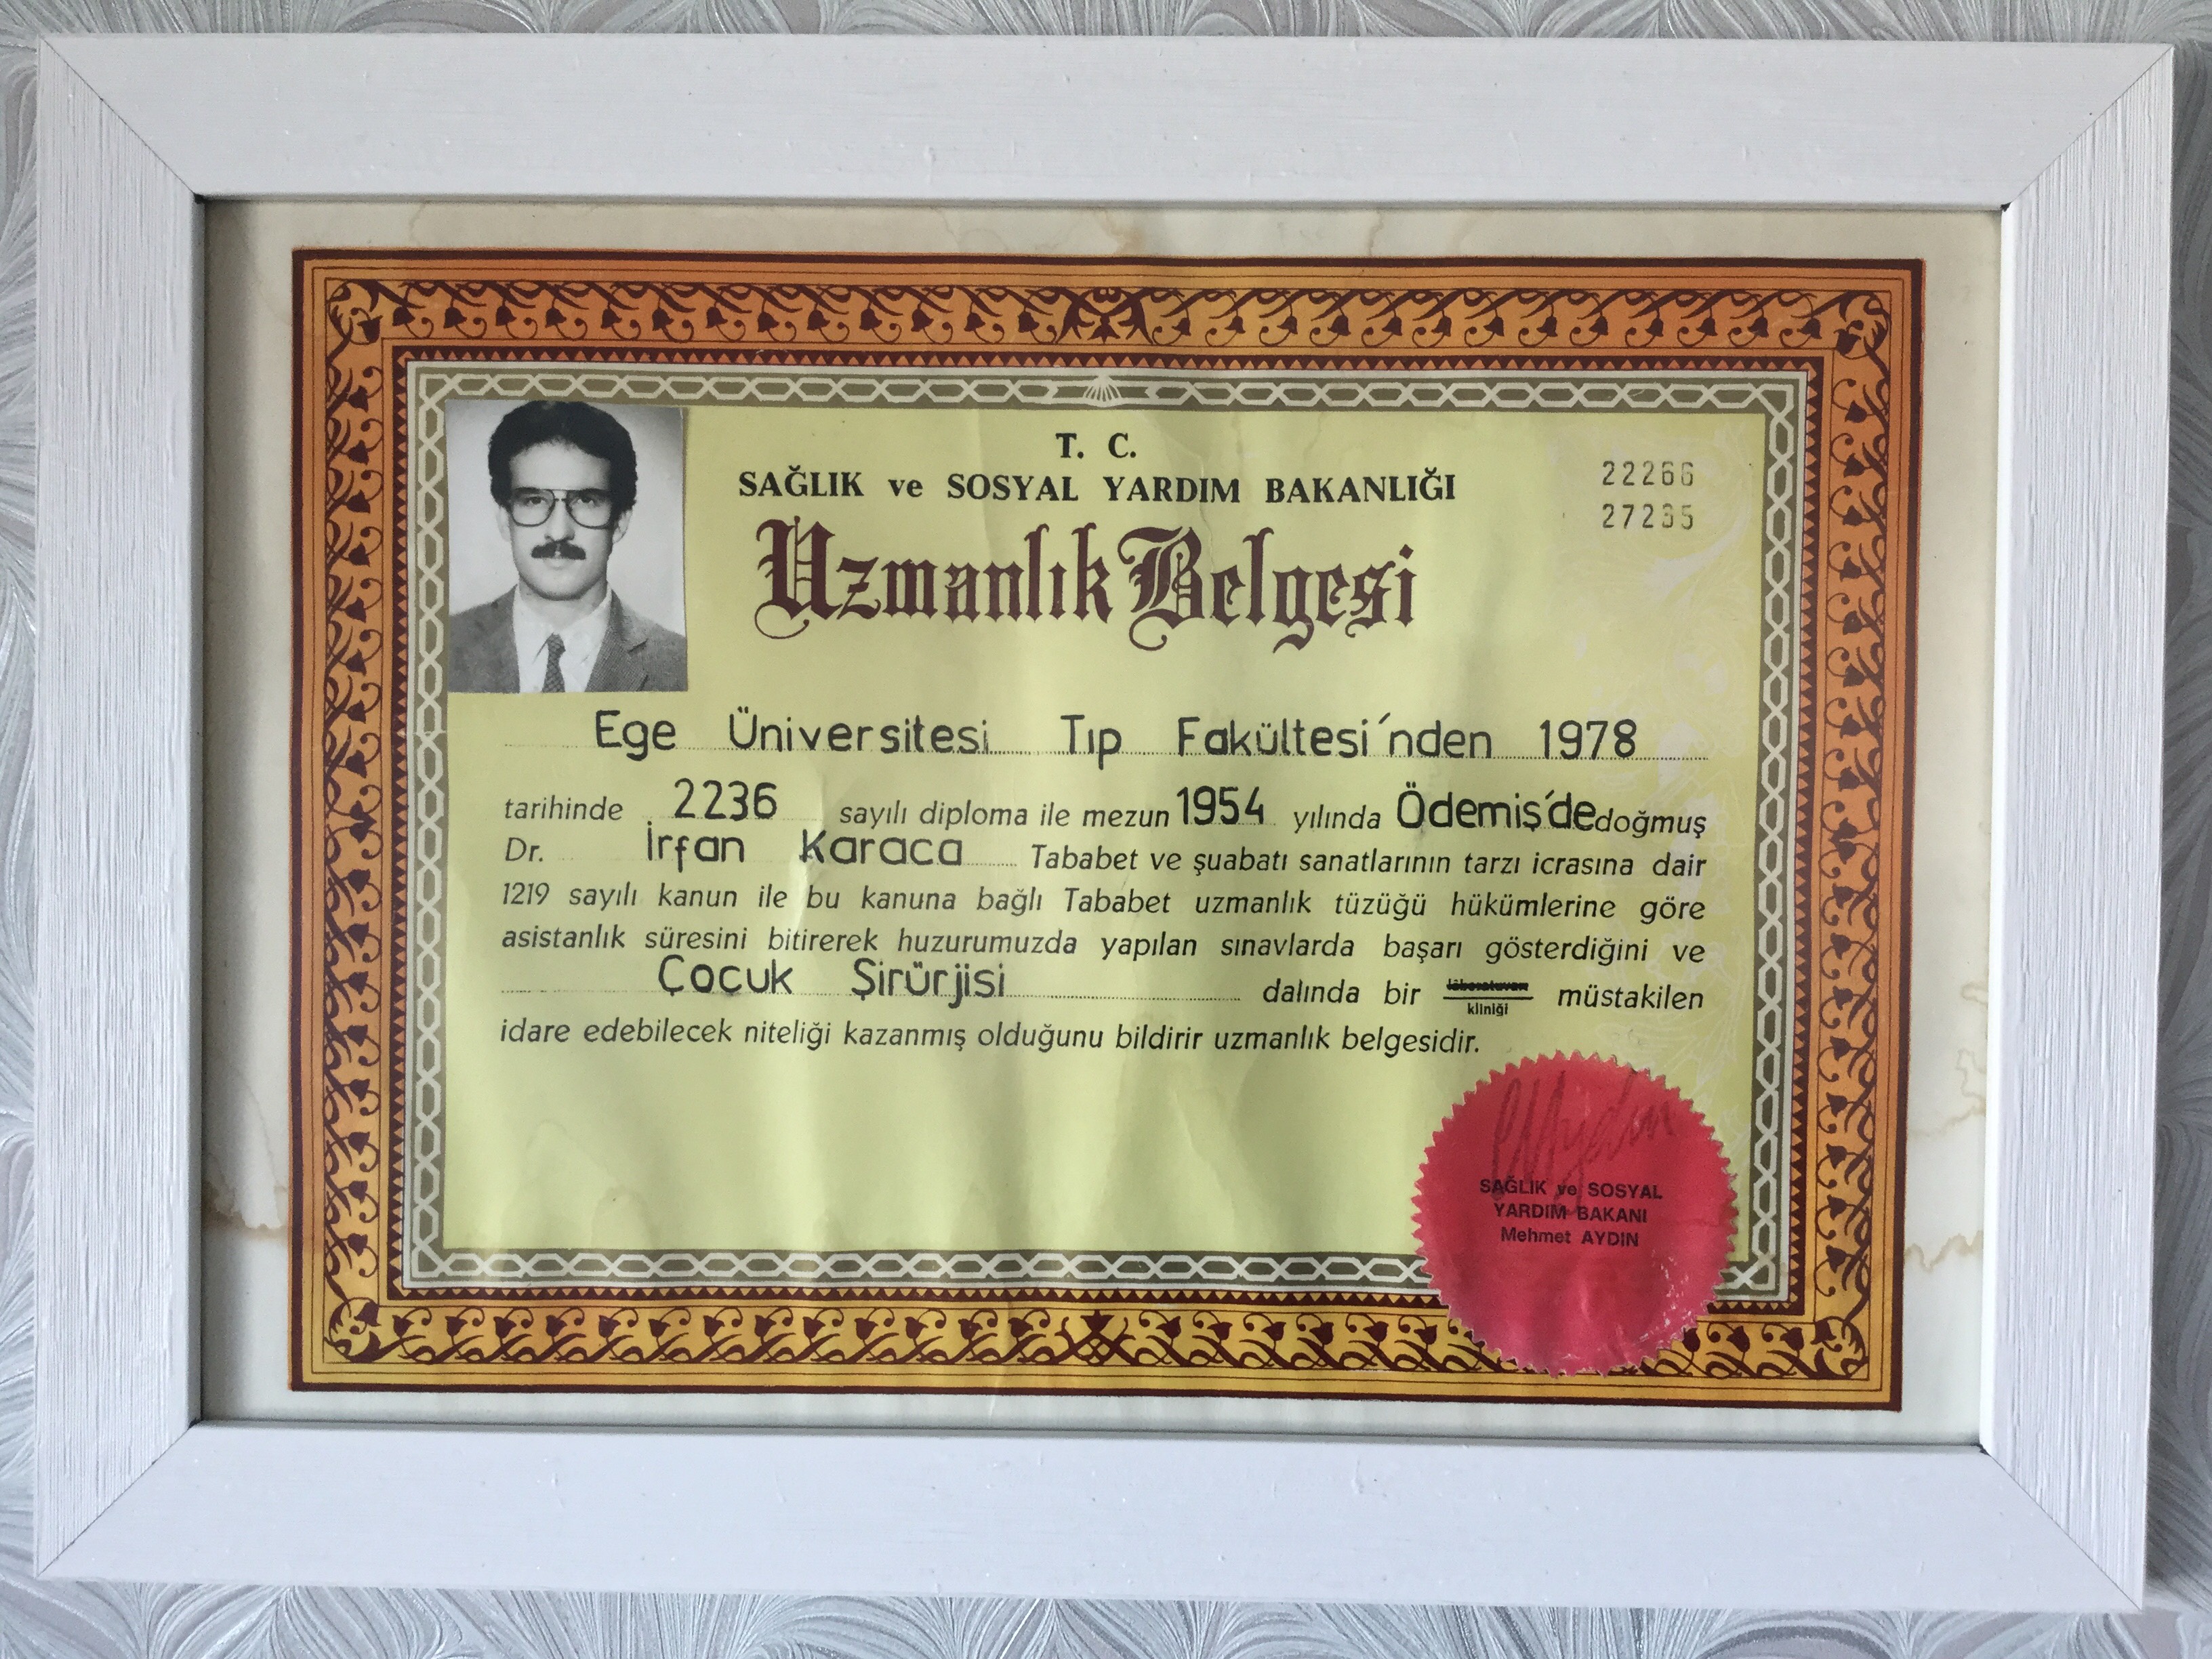 T. C.
SAĞLIK ve SOSYAL YARDIM BAKANLIĞI
22266
27235
Uzmanlık Belgesi
Ege Üniversitesi Tıp Fakültesi'nden 1978
tarihinde 2236 sayılı diploma ile mezun 1954 yılında Ödemiş'de doğmuş
Dr. İrfan Karaca Tababet ve şuabatı sanatlarının tarzı icrasına dair
1219 sayılı kanun ile bu kanuna bağlı Tababet uzmanlık tüzüğü hükümlerine göre
asistanlık süresini bitirerek huzurumuzda yapılan sınavlarda başarı gösterdiğini ve
Çocuk Şirürjisi dalında bir laboratuvarı kliniği müstakilen
idare edebilecek niteliği kazanmış olduğunu bildirir uzmanlık belgesidir.
MAydın
SAĞLIK ve SOSYAL
YARDIM BAKANI
Mehmet AYDIN